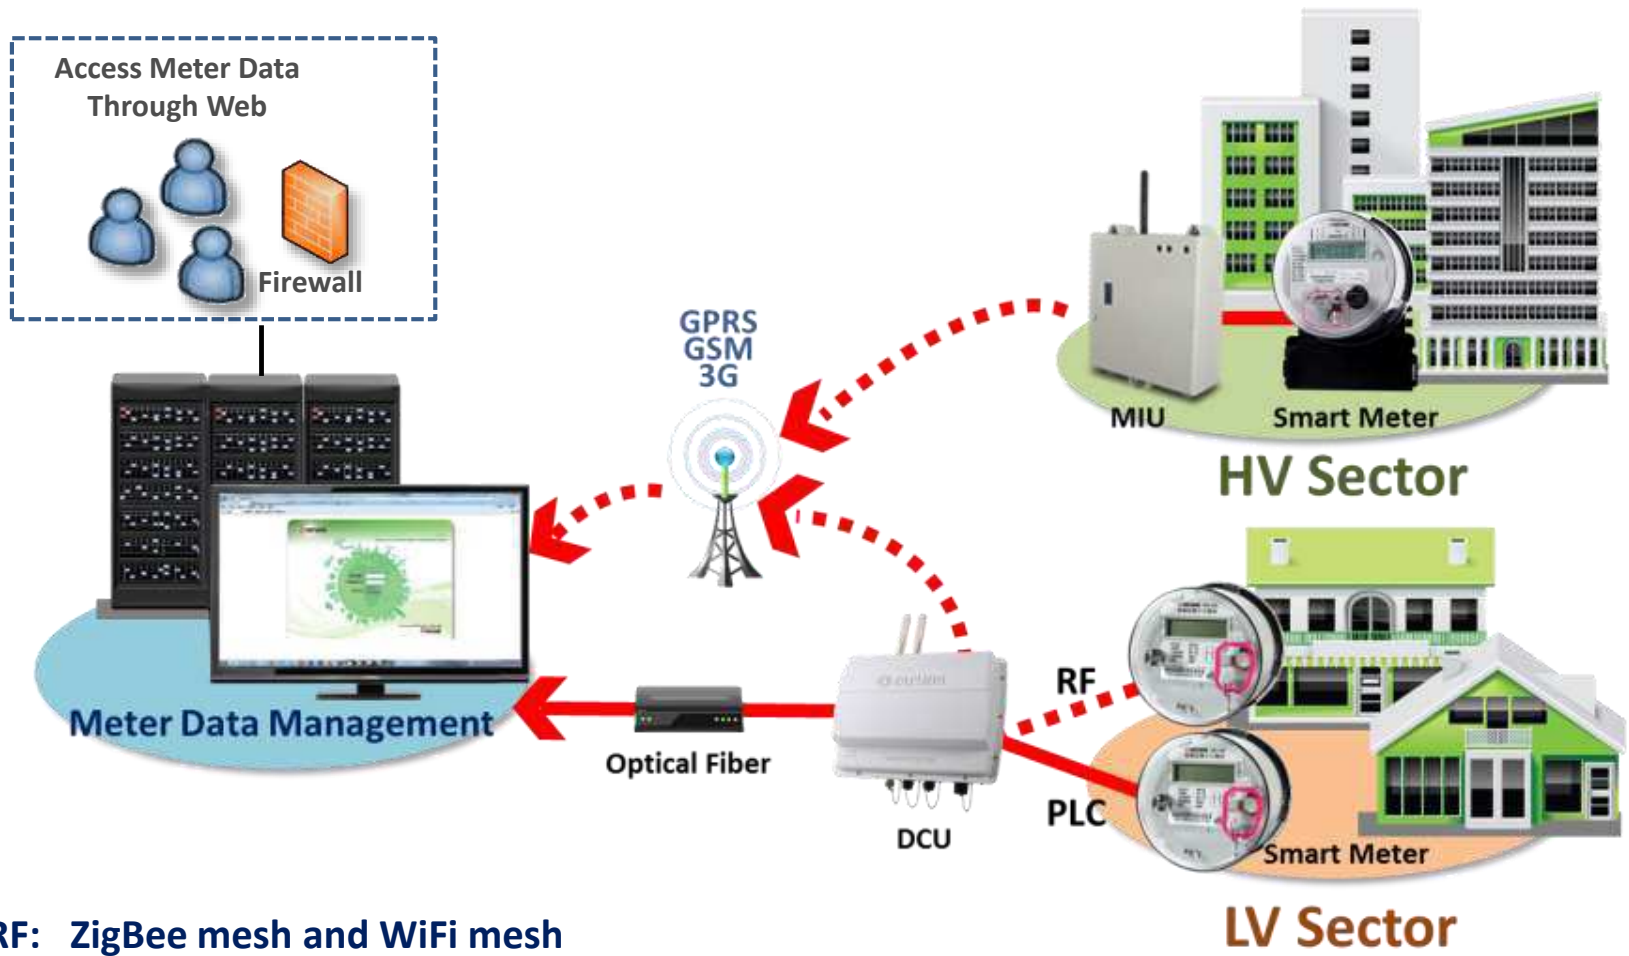 Access Meter Data
Through Web
Firewall
GPRS
GSM
3G
MIU
Smart Meter
HV Sector
Meter Data Management
Optical Fiber
DCU
RF
PLC
Smart Meter
LV Sector
RF: ZigBee mesh and WiFi mesh